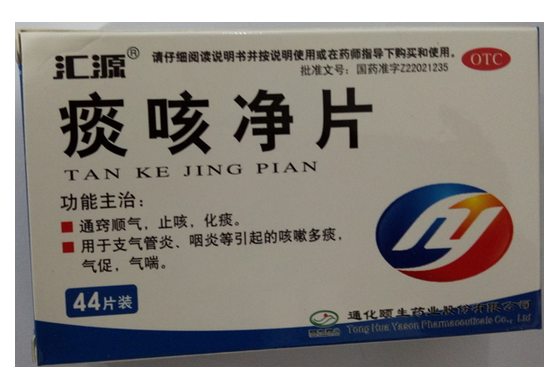 汇源®
请仔细阅读说明书并按说明使用或在药师指导下购买和使用。
批准文号：国药准字Z22021235
OTC
痰咳净片
TAN KE JING PIAN
功能主治：
通窍顺气，止咳，化痰。
用于支气管炎、咽炎等引起的咳嗽多痰，
气促，气喘。
44片装
通化颐生药业股份有限公司
Tong Hua Yason Pharmaceuticals Co., Ltd